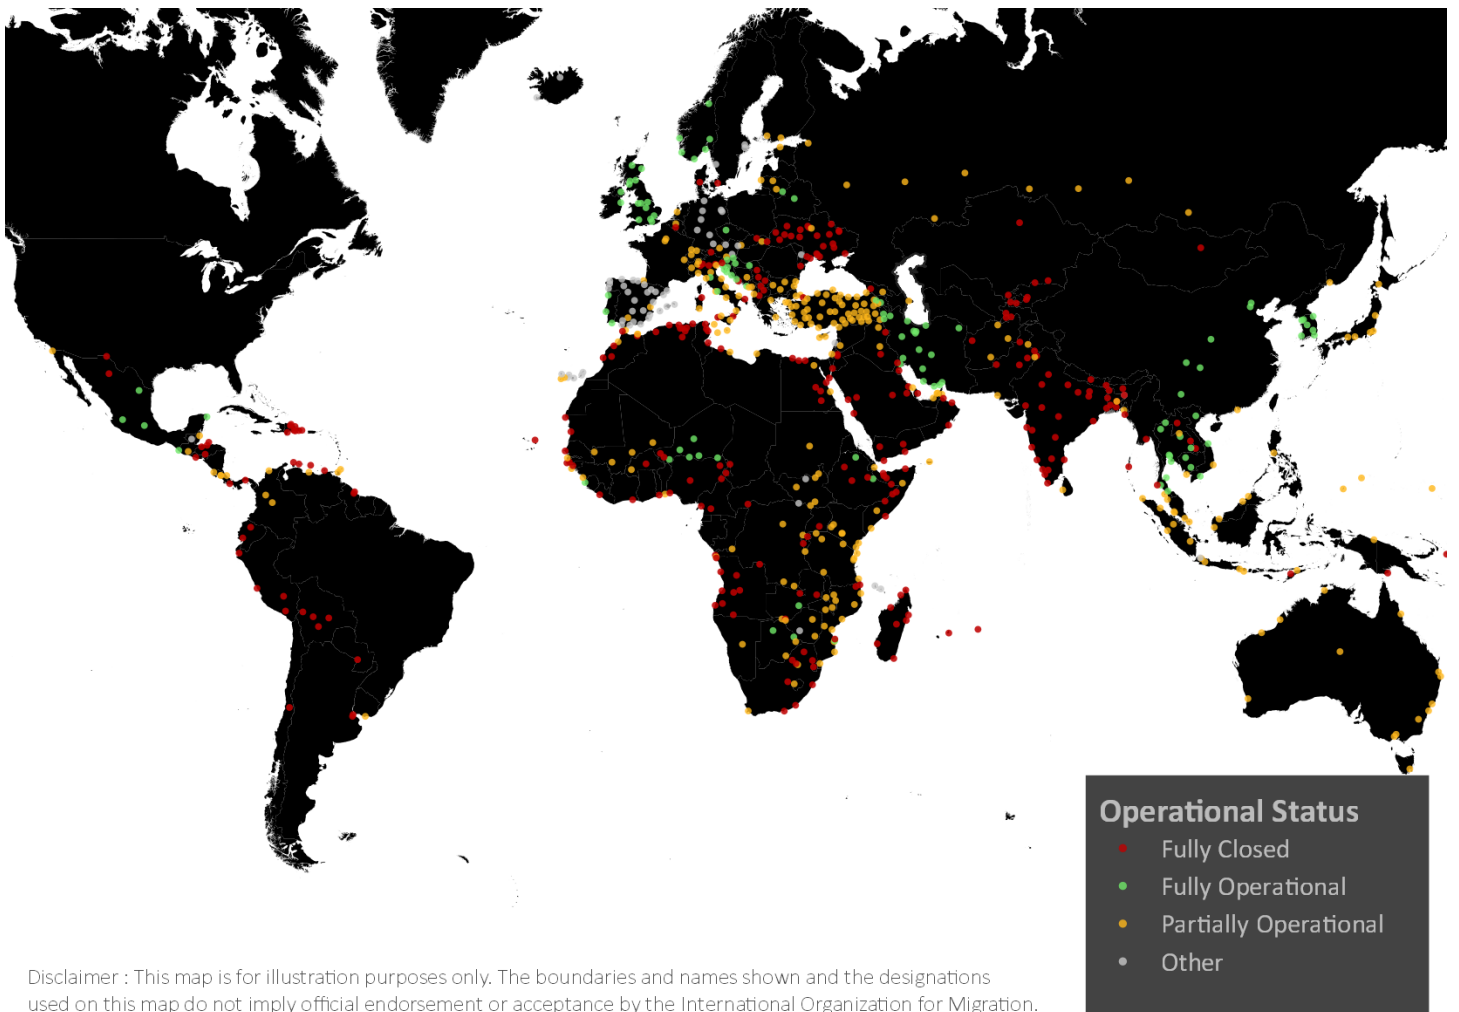 Operational Status
Fully Closed
Fully Operational
Partially Operational
Other
Disclaimer : This map is for illustration purposes only. The boundaries and names shown and the designations
used on this map do not imply official endorsement or acceptance by the International Organization for Migration.